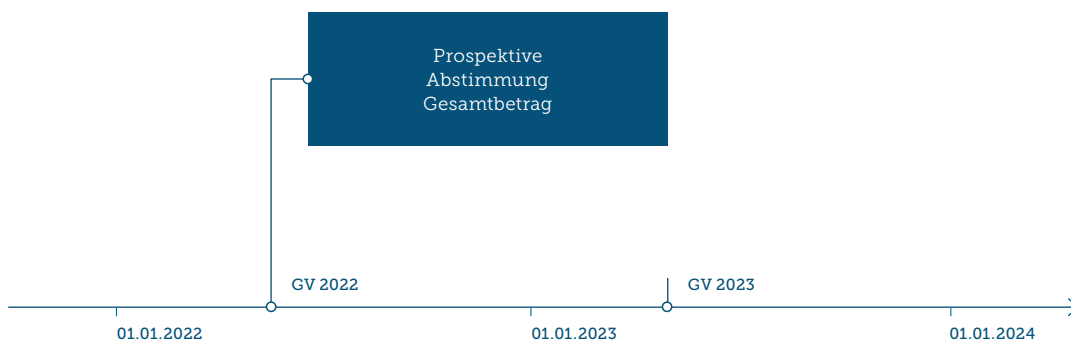 Prospektive
Abstimmung
Gesamtbetrag
GV 2022
GV 2023
01.01.2022
01.01.2023
01.01.2024